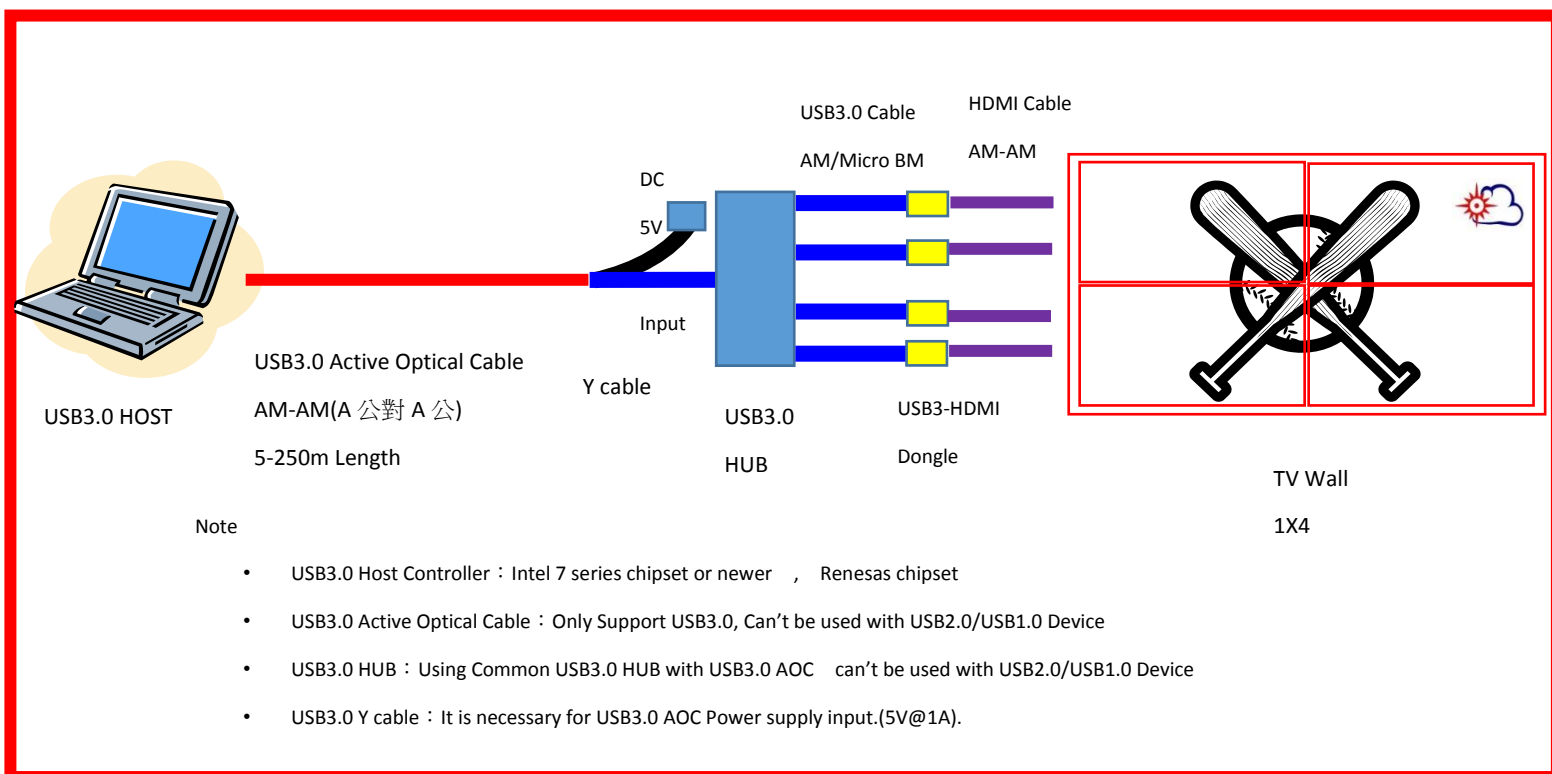 USB3.0 Cable
AM/Micro BM
HDMI Cable
AM-AM
DC
5V
Input
USB3.0 HOST
USB3.0 Active Optical Cable
AM-AM(A 公對 A 公)
5-250m Length
Y cable
USB3.0
HUB
USB3-HDMI
Dongle
TV Wall
1X4
Note
• USB3.0 Host Controller：Intel 7 series chipset or newer , Renesas chipset
• USB3.0 Active Optical Cable：Only Support USB3.0, Can’t be used with USB2.0/USB1.0 Device
• USB3.0 HUB：Using Common USB3.0 HUB with USB3.0 AOC can’t be used with USB2.0/USB1.0 Device
• USB3.0 Y cable：It is necessary for USB3.0 AOC Power supply input.(5V@1A).